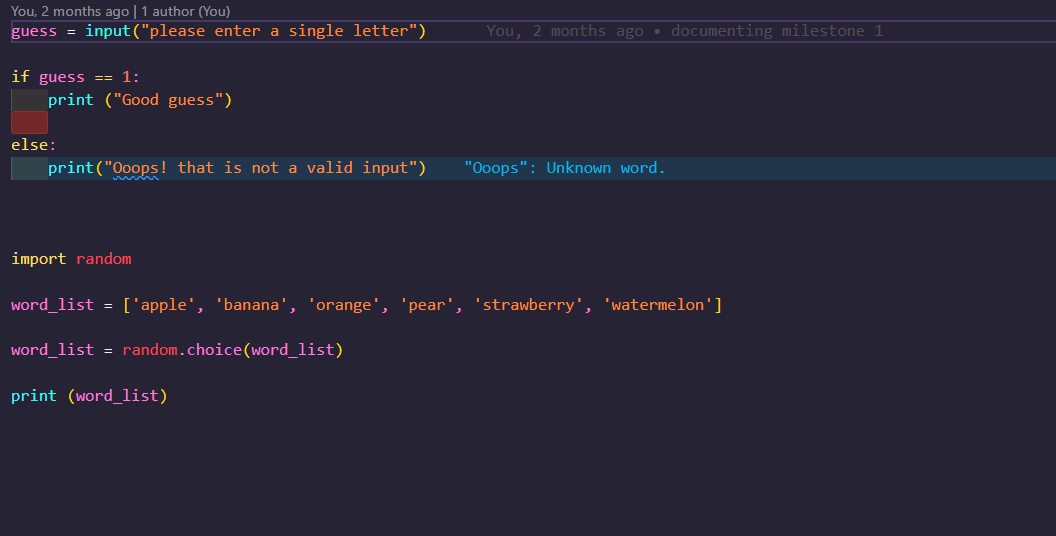 You, 2 months ago | 1 author (You)
guess = input("please enter a single letter") You, 2 months ago • documenting milestone 1
if guess == 1:
print ("Good guess")
else:
print("Ooops! that is not a valid input") "Ooops": Unknown word.
import random
word_list = ['apple', 'banana', 'orange', 'pear', 'strawberry', 'watermelon']
word_list = random.choice(word_list)
print (word_list)